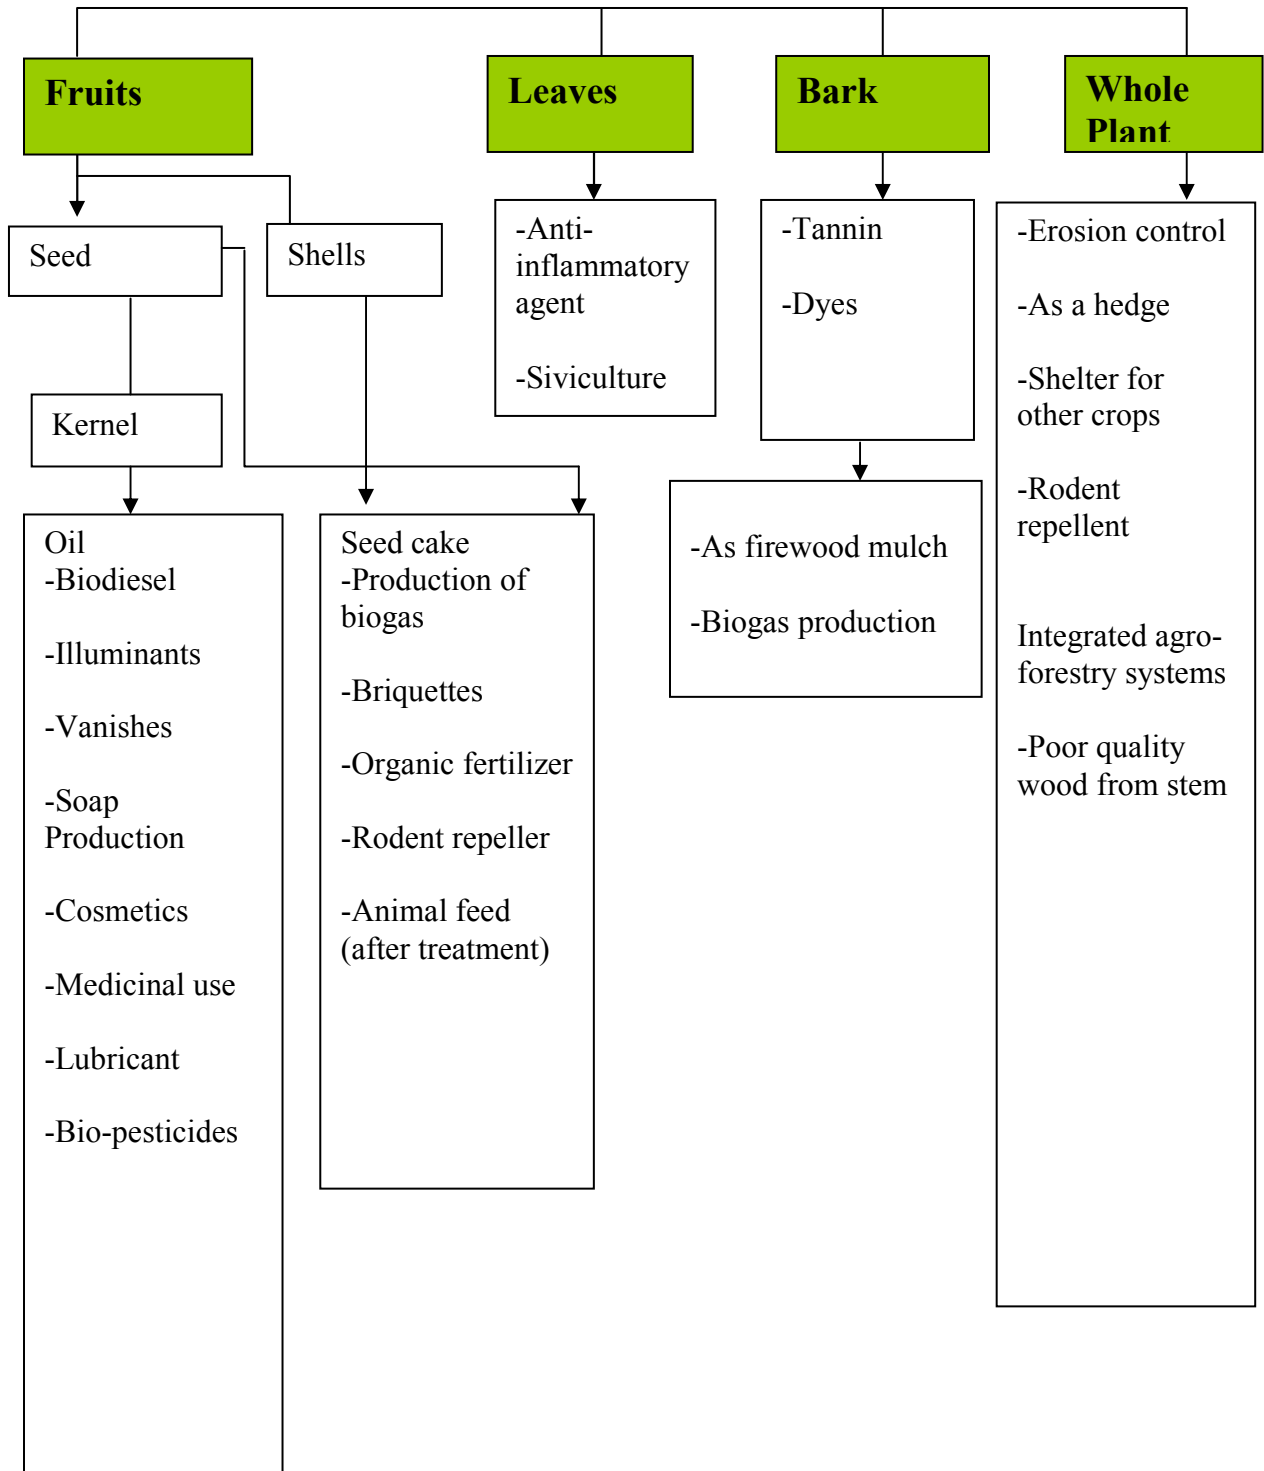 Fruits
Leaves
Bark
Whole
Plant
Seed
Shells
Kernel
Oil
-Biodiesel
-Illuminants
-Vanishes
-Soap
Production
-Cosmetics
-Medicinal use
-Lubricant
-Bio-pesticides
Seed cake
-Production of
biogas
-Briquettes
-Organic fertilizer
-Rodent repeller
-Animal feed
(after treatment)
-Anti-
inflammatory
agent
-Siviculture
-Tannin
-Dyes
-As firewood mulch
-Biogas production
-Erosion control
-As a hedge
-Shelter for
other crops
-Rodent
repellent
Integrated agro-
forestry systems
-Poor quality
wood from stem